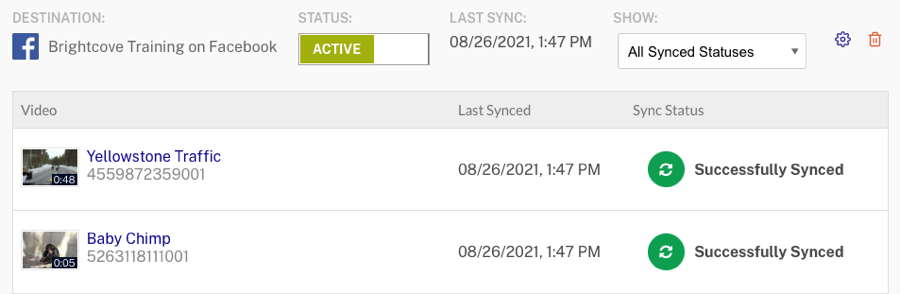 DESTINATION: STATUS: LAST SYNC: SHOW:
Brightcove Training on Facebook ACTIVE 08/26/2021, 1:47 PM All Synced Statuses
Video Last Synced Sync Status
Yellowstone Traffic
4559872359001 08/26/2021, 1:47 PM Successfully Synced
0:48
Baby Chimp
5263118111001 08/26/2021, 1:47 PM Successfully Synced
0:05